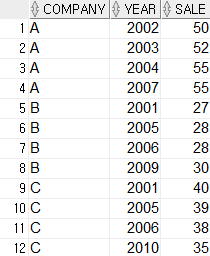 COMPANY YEAR SALE
1 A 2002 50
2 A 2003 52
3 A 2004 55
4 A 2007 55
5 B 2001 27
6 B 2005 28
7 B 2006 28
8 B 2009 30
9 C 2001 40
10 C 2005 39
11 C 2006 38
12 C 2010 35